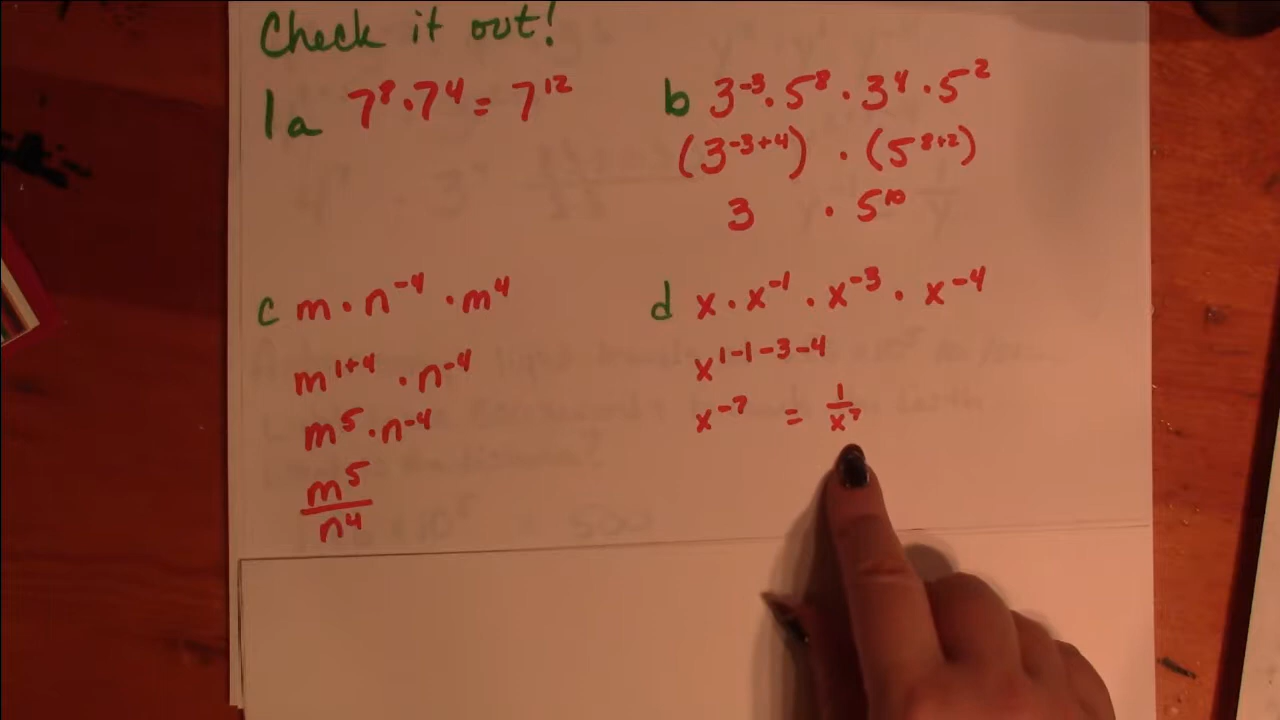 Check it out!
1a 7⁸·7⁴ = 7¹²
b 3⁻³·5⁸·3⁴·5²
(3⁻³⁺⁴) · (5⁸⁺²)
3 · 5¹⁰
c m·n⁻⁴·m⁴
m¹⁺⁴·n⁻⁴
m⁵·n⁻⁴
m⁵/n⁴
d x·x⁻¹·x⁻³·x⁻⁴
x¹⁻¹⁻³⁻⁴
x⁻⁷ = 1/x⁷